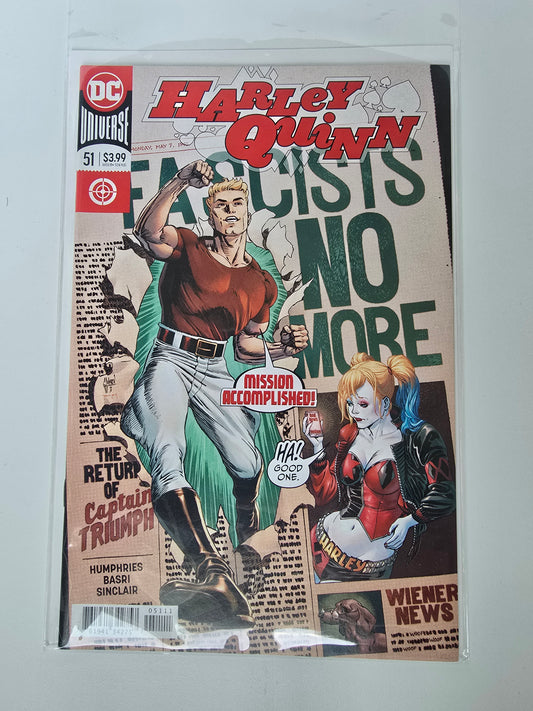 DC
UNIVERSE
51 $3.99
HARLEY
QUINN
FASCISTS
NO
MORE
MISSION
ACCOMPLISHED!
HA!
GOOD
ONE.
THE
RETURN
OF
Captain
TRIUMPH
HUMPHRIES
BASRI
SINCLAIR
HARLEY
WIENER
NEWS
05111